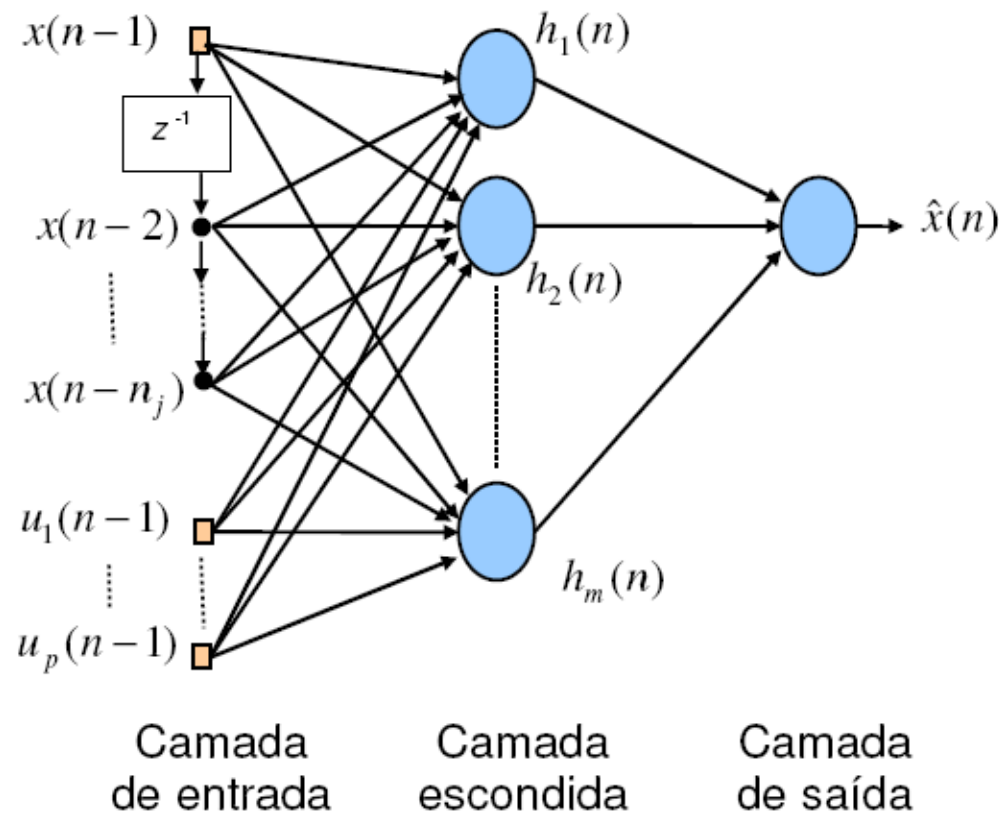 x(n−1)
h₁(n)
z⁻¹
x(n−2)
x̂(n)
h₂(n)
x(n−nⱼ)
u₁(n−1)
hₘ(n)
uₚ(n−1)
Camada de entrada
Camada escondida
Camada de saída